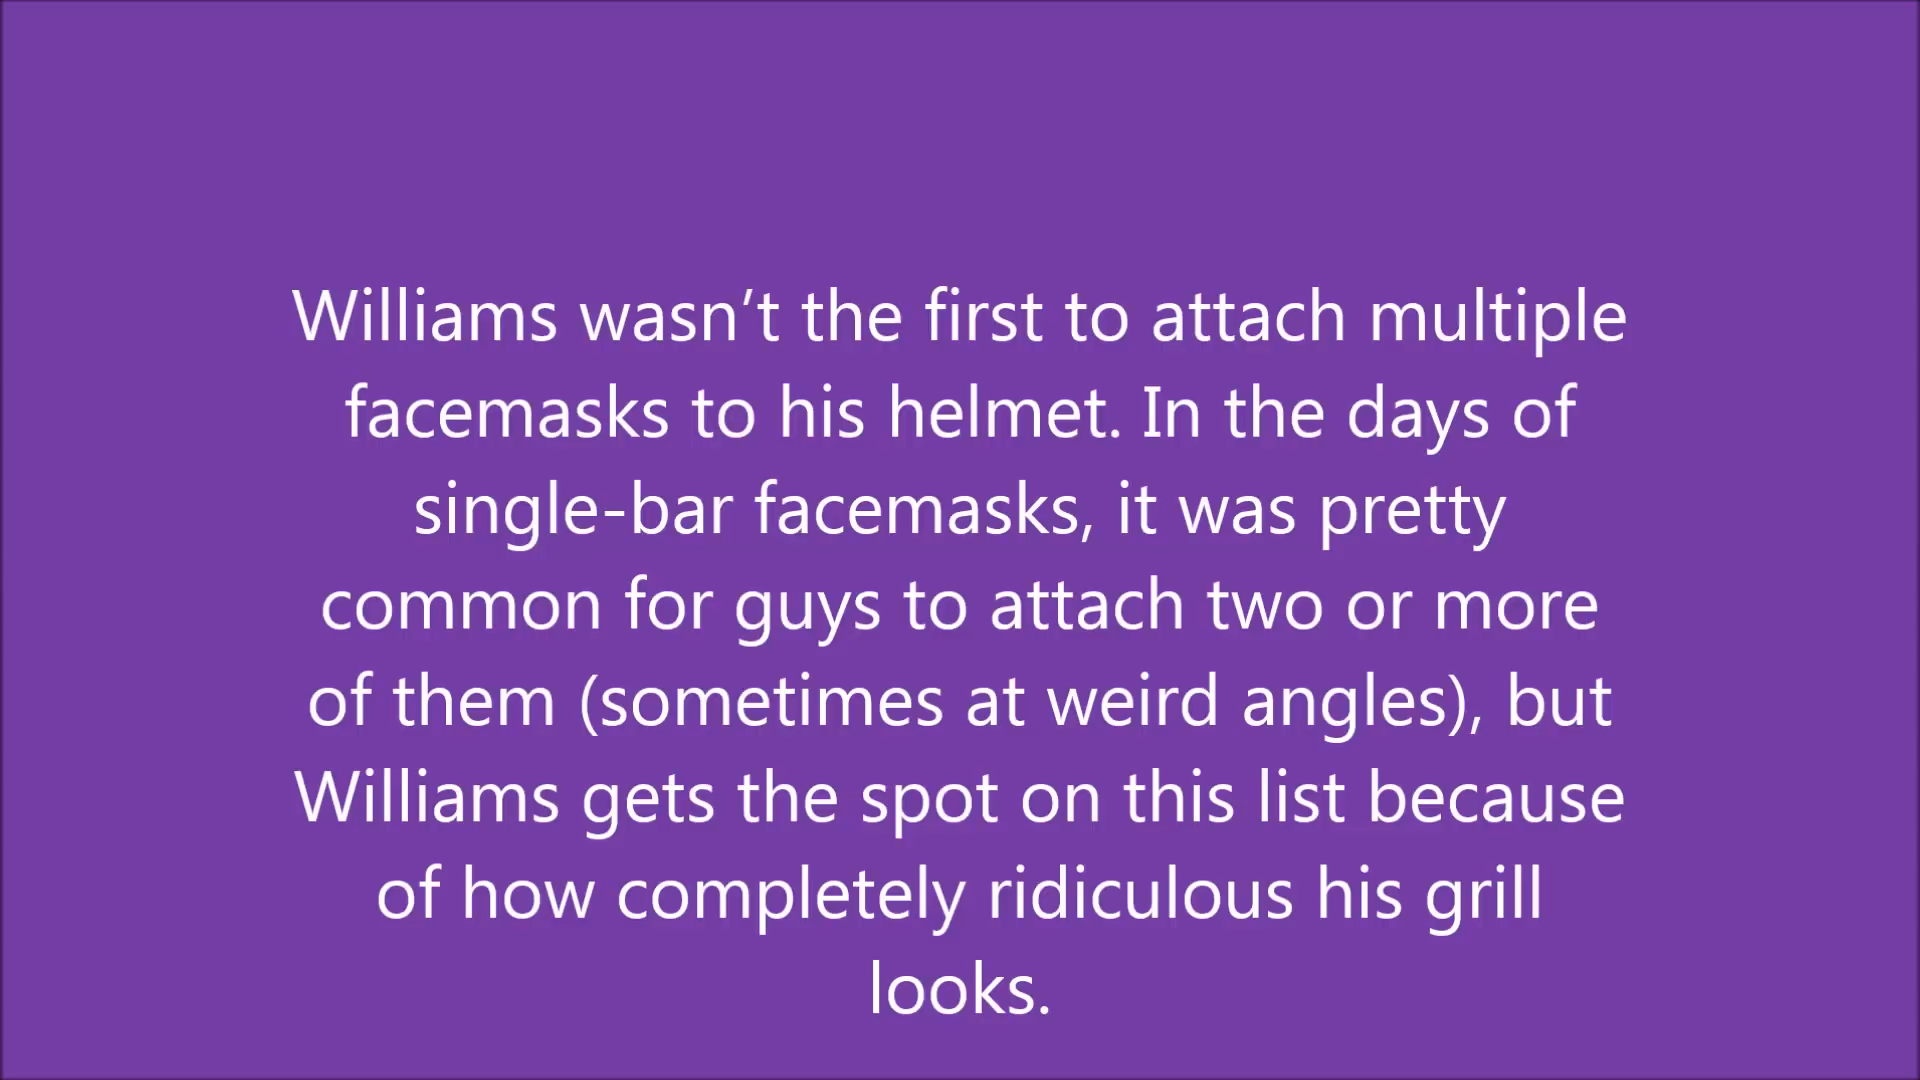 Williams wasn’t the first to attach multiple
facemasks to his helmet. In the days of
single-bar facemasks, it was pretty
common for guys to attach two or more
of them (sometimes at weird angles), but
Williams gets the spot on this list because
of how completely ridiculous his grill
looks.